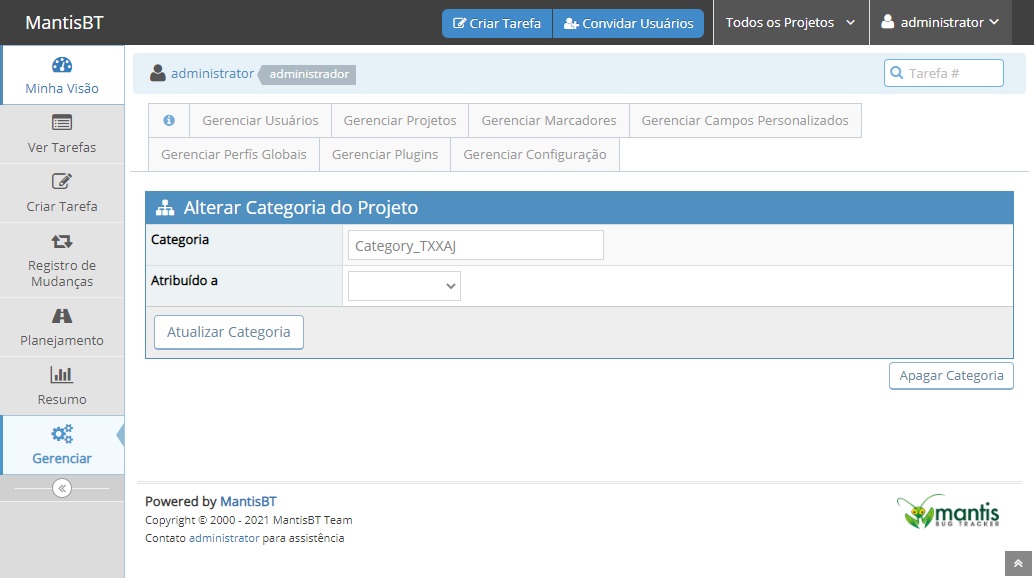 MantisBT
Criar Tarefa
Convidar Usuários
Todos os Projetos
administrator
Minha Visão
Ver Tarefas
Criar Tarefa
Registro de
Mudanças
Planejamento
Resumo
Gerenciar
administrator administrador
Tarefa #
Gerenciar Usuários
Gerenciar Projetos
Gerenciar Marcadores
Gerenciar Campos Personalizados
Gerenciar Perfís Globais
Gerenciar Plugins
Gerenciar Configuração
Alterar Categoria do Projeto
Categoria
Category_TXXAJ
Atribuído a
Atualizar Categoria
Apagar Categoria
Powered by MantisBT
Copyright © 2000 - 2021 MantisBT Team
Contato administrator para assistência
mantis
BUG TRACKER